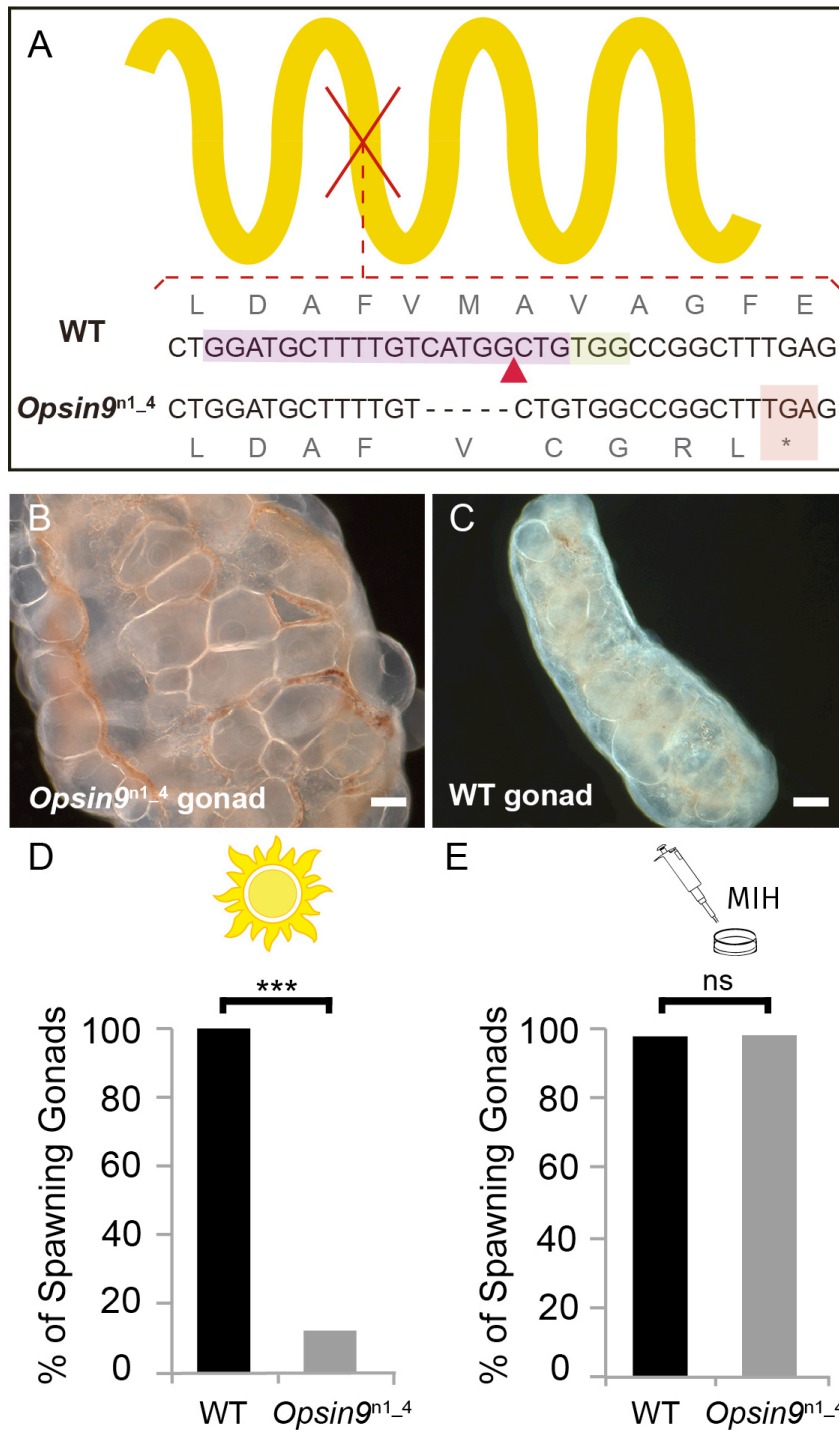 A
L D A F V M A V A G F E
WT
CTGGATGCTTTTGTCATGGCTGTGGCCGGCTTTGAG
Opsin9n1_4
CTGGATGCTTTTGT-----CTGTGGCCGGCTTTGAG
L D A F V C G R L *
B
Opsin9n1_4 gonad
C
WT gonad
D
***
% of Spawning Gonads
100
80
60
40
20
0
WT Opsin9n1_4
E
MIH
ns
% of Spawning Gonads
100
80
60
40
20
0
WT Opsin9n1_4